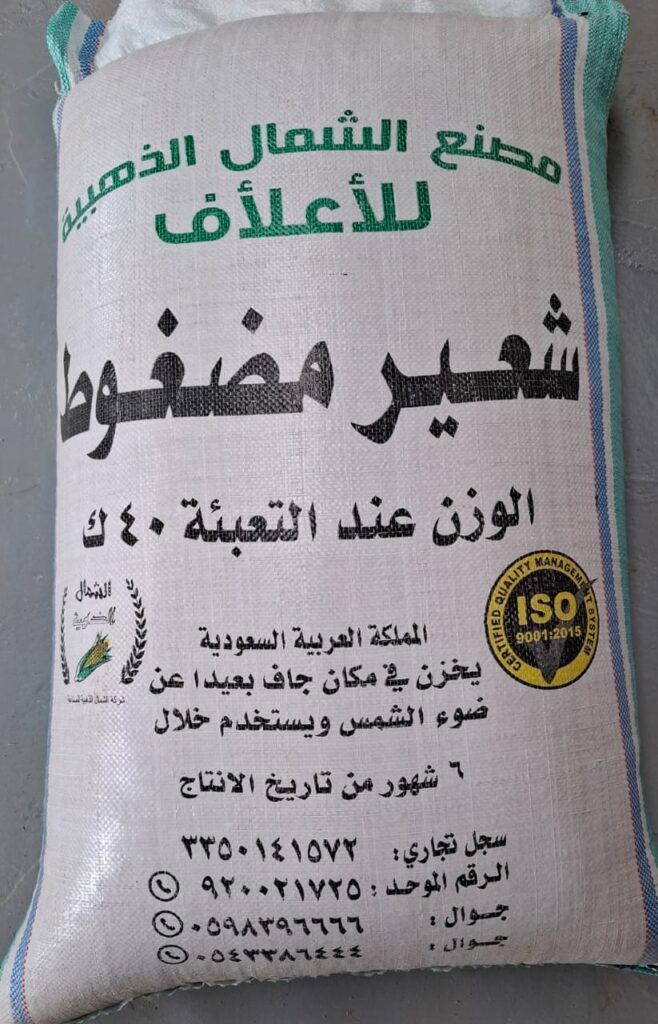 مصنع الشمال الذهبية
للأعلاف
شعير مضغوط
الوزن عند التعبئة ٤٠ ك
الشمال
الذهبية
CERTIFIED QUALITY MANAGEMENT SYSTEM
ISO
9001:2015
المملكة العربية السعودية
يخزن في مكان جاف بعيدا عن
ضوء الشمس ويستخدم خلال
٦ شهور من تاريخ الانتاج
سجل تجاري: ٣٣٥٠١٤١٥٧٢
الرقم الموحد: ٩٢٠٠٢١٧٢٥
جوال : ٠٥٩٨٣٩٦٦٦٦
جوال : ٠٥٤٣٣٨٦٤٤٤